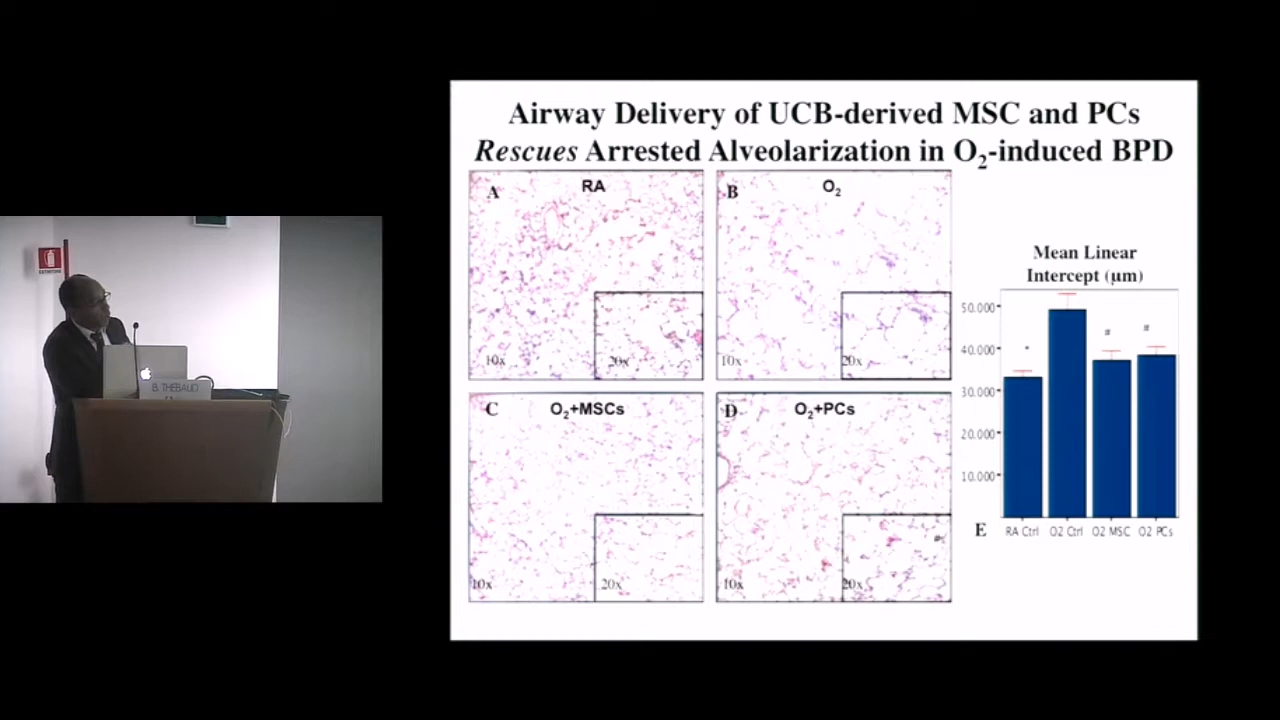 Airway Delivery of UCB-derived MSC and PCs
Rescues Arrested Alveolarization in O2-induced BPD
A
RA
10x
20x
B
O2
10x
20x
C
O2+MSCs
10x
20x
D
O2+PCs
10x
20x
#
Mean Linear
Intercept (µm)
50.000
40.000
30.000
20.000
10.000
*
#
#
E
RA Ctrl
O2 Ctrl
O2 MSC
O2 PCs
B. THEBAUD
ESTINTORE